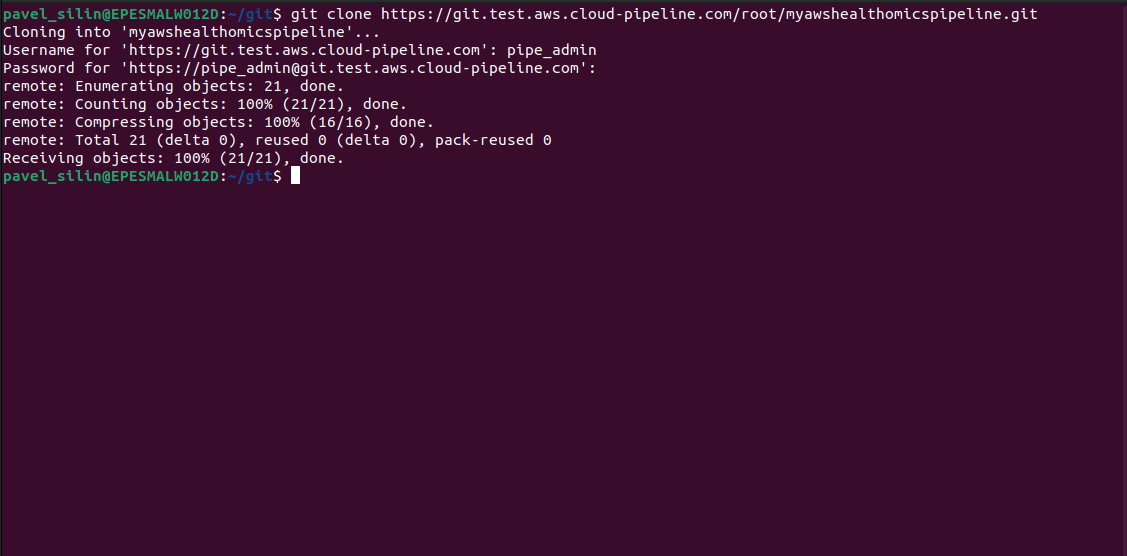 pavel_silin@EPESMALW012D:~/git$ git clone https://git.test.aws.cloud-pipeline.com/root/myawshealthomicspipeline.git
Cloning into 'myawshealthomicspipeline'...
Username for 'https://git.test.aws.cloud-pipeline.com': pipe_admin
Password for 'https://pipe_admin@git.test.aws.cloud-pipeline.com':
remote: Enumerating objects: 21, done.
remote: Counting objects: 100% (21/21), done.
remote: Compressing objects: 100% (16/16), done.
remote: Total 21 (delta 0), reused 0 (delta 0), pack-reused 0
Receiving objects: 100% (21/21), done.
pavel_silin@EPESMALW012D:~/git$